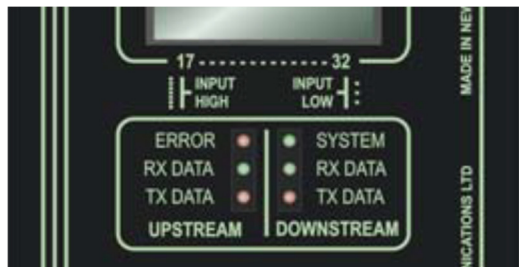 17 - - - - - - - - - - - - 32
INPUT HIGH
INPUT LOW
ERROR
RX DATA
TX DATA
UPSTREAM
SYSTEM
RX DATA
TX DATA
DOWNSTREAM
MADE IN NEW
NICATIONS LTD